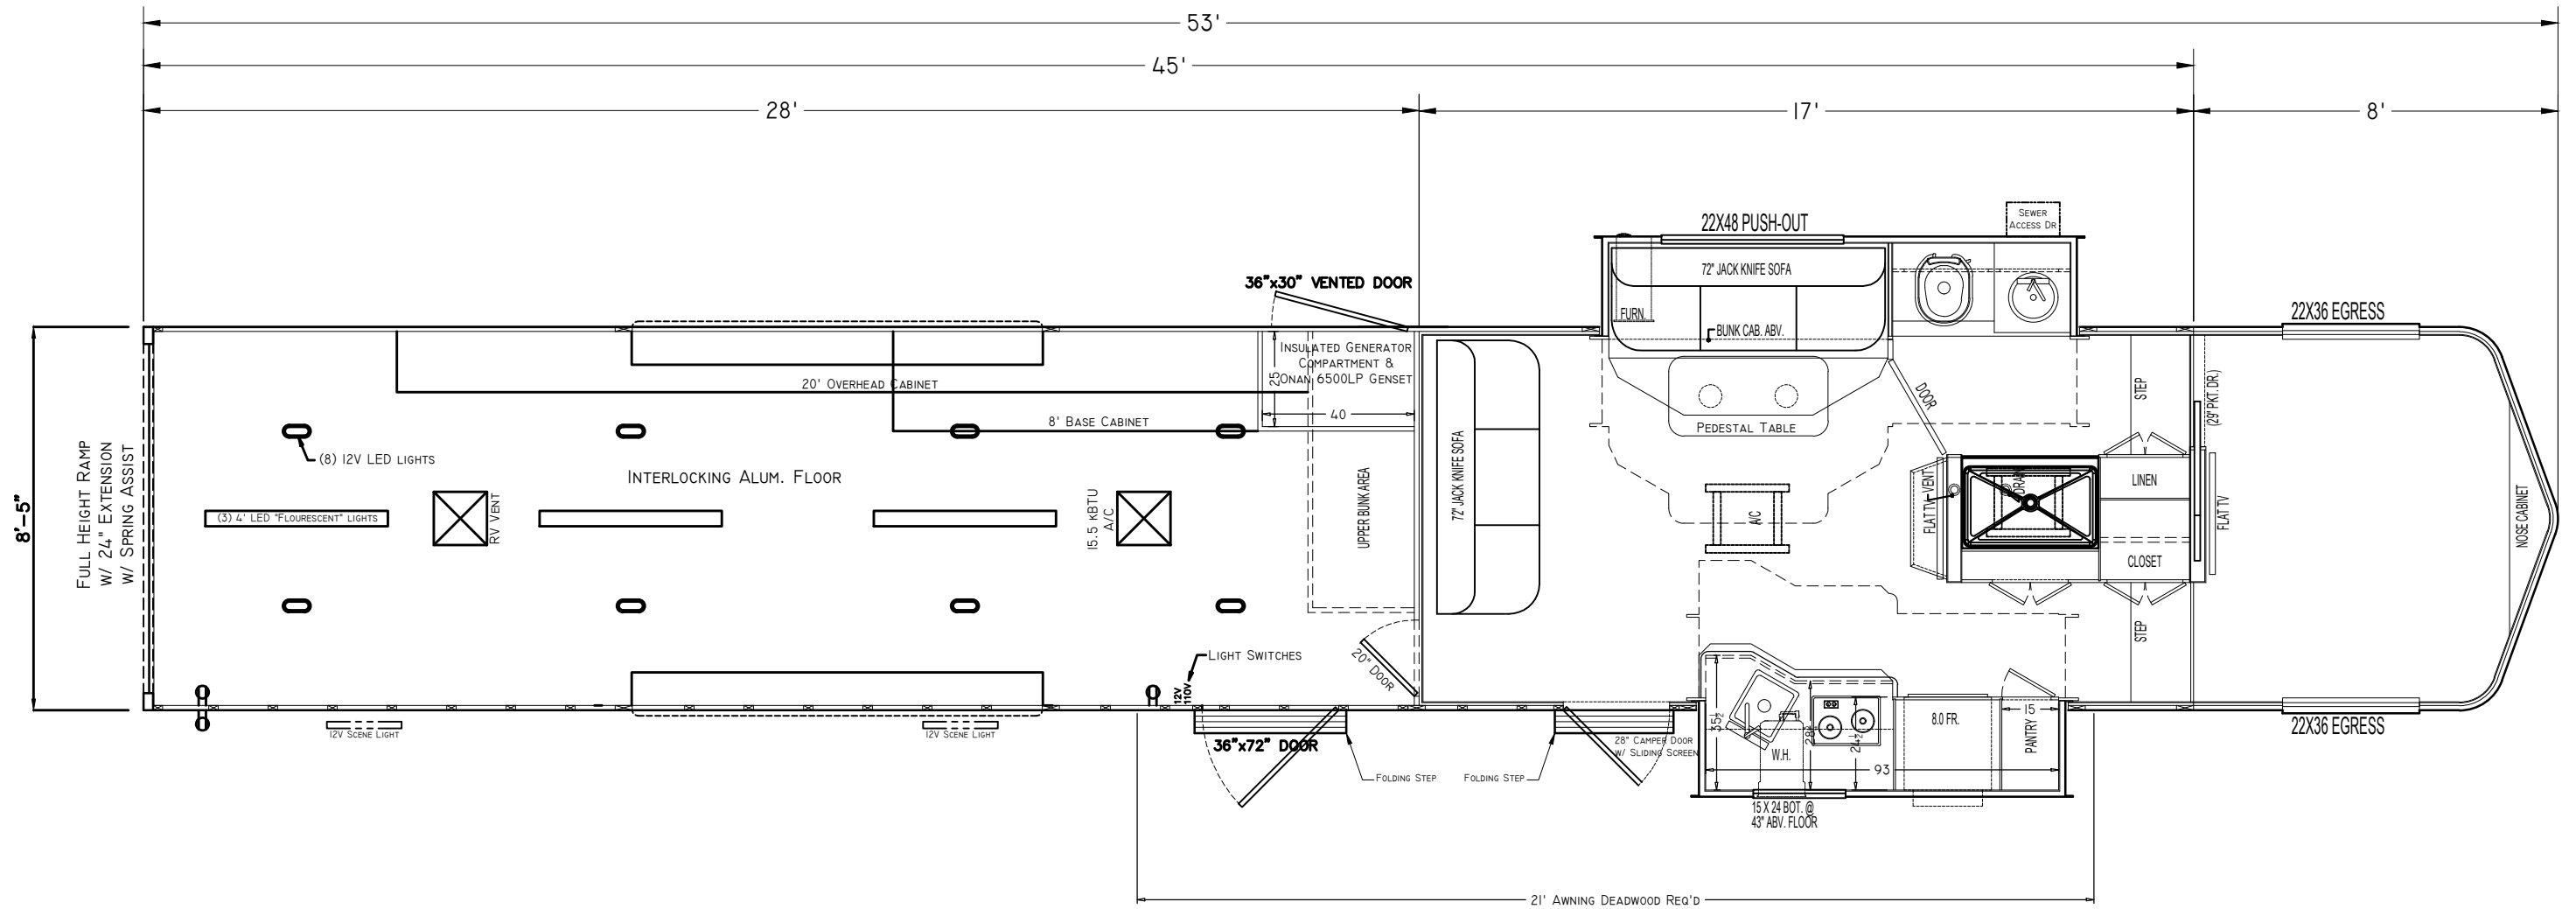 53'
45'
28'
17'
8'
SEWER
ACCESS DR
22X48 PUSH-OUT
36"x30" VENTED DOOR
72" JACK KNIFE SOFA
22X36 EGRESS
FURN.
BUNK CAB. ABV.
INSULATED GENERATOR
COMPARTMENT &
ONAN 6500LP GENSET
25
40
20' OVERHEAD CABINET
8' BASE CABINET
DOOR
STEP
(29" PKT. DR.)
PEDESTAL TABLE
8'-5"
FULL HEIGHT RAMP
W/ 24" EXTENSION
W/ SPRING ASSIST
(8) 12V LED LIGHTS
INTERLOCKING ALUM. FLOOR
(3) 4' LED "FLOURESCENT" LIGHTS
RV VENT
15.5 KBTU
A/C
UPPER BUNK AREA
72" JACK KNIFE SOFA
A/C
FLAT TV
VENT
DRAIN
LINEN
CLOSET
FLAT TV
NOSE CABINET
STEP
20" DOOR
LIGHT SWITCHES
12V
110V
12V SCENE LIGHT
12V SCENE LIGHT
36"x72" DOOR
FOLDING STEP
FOLDING STEP
28" CAMPER DOOR
W/ SLIDING SCREEN
35½
W.H.
28
24½
8.0 FR.
15
PANTRY
93
22X36 EGRESS
15 X 24 BOT. @
43" ABV. FLOOR
21' AWNING DEADWOOD REQ'D